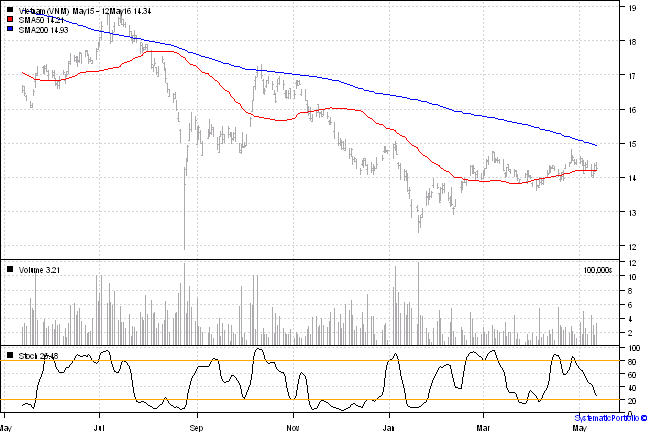 Vietnam (VNM) May15 - 12May16 14.34
SMA50 14.21
SMA200 14.93
19
18
17
16
15
14
13
12
Volume 3.21
100,000s
12
10
8
6
4
2
Stoch 26.48
100
80
60
40
20
0
May
Jul
Sep
Nov
Jan
Mar
May
SystematicPortfolio ©